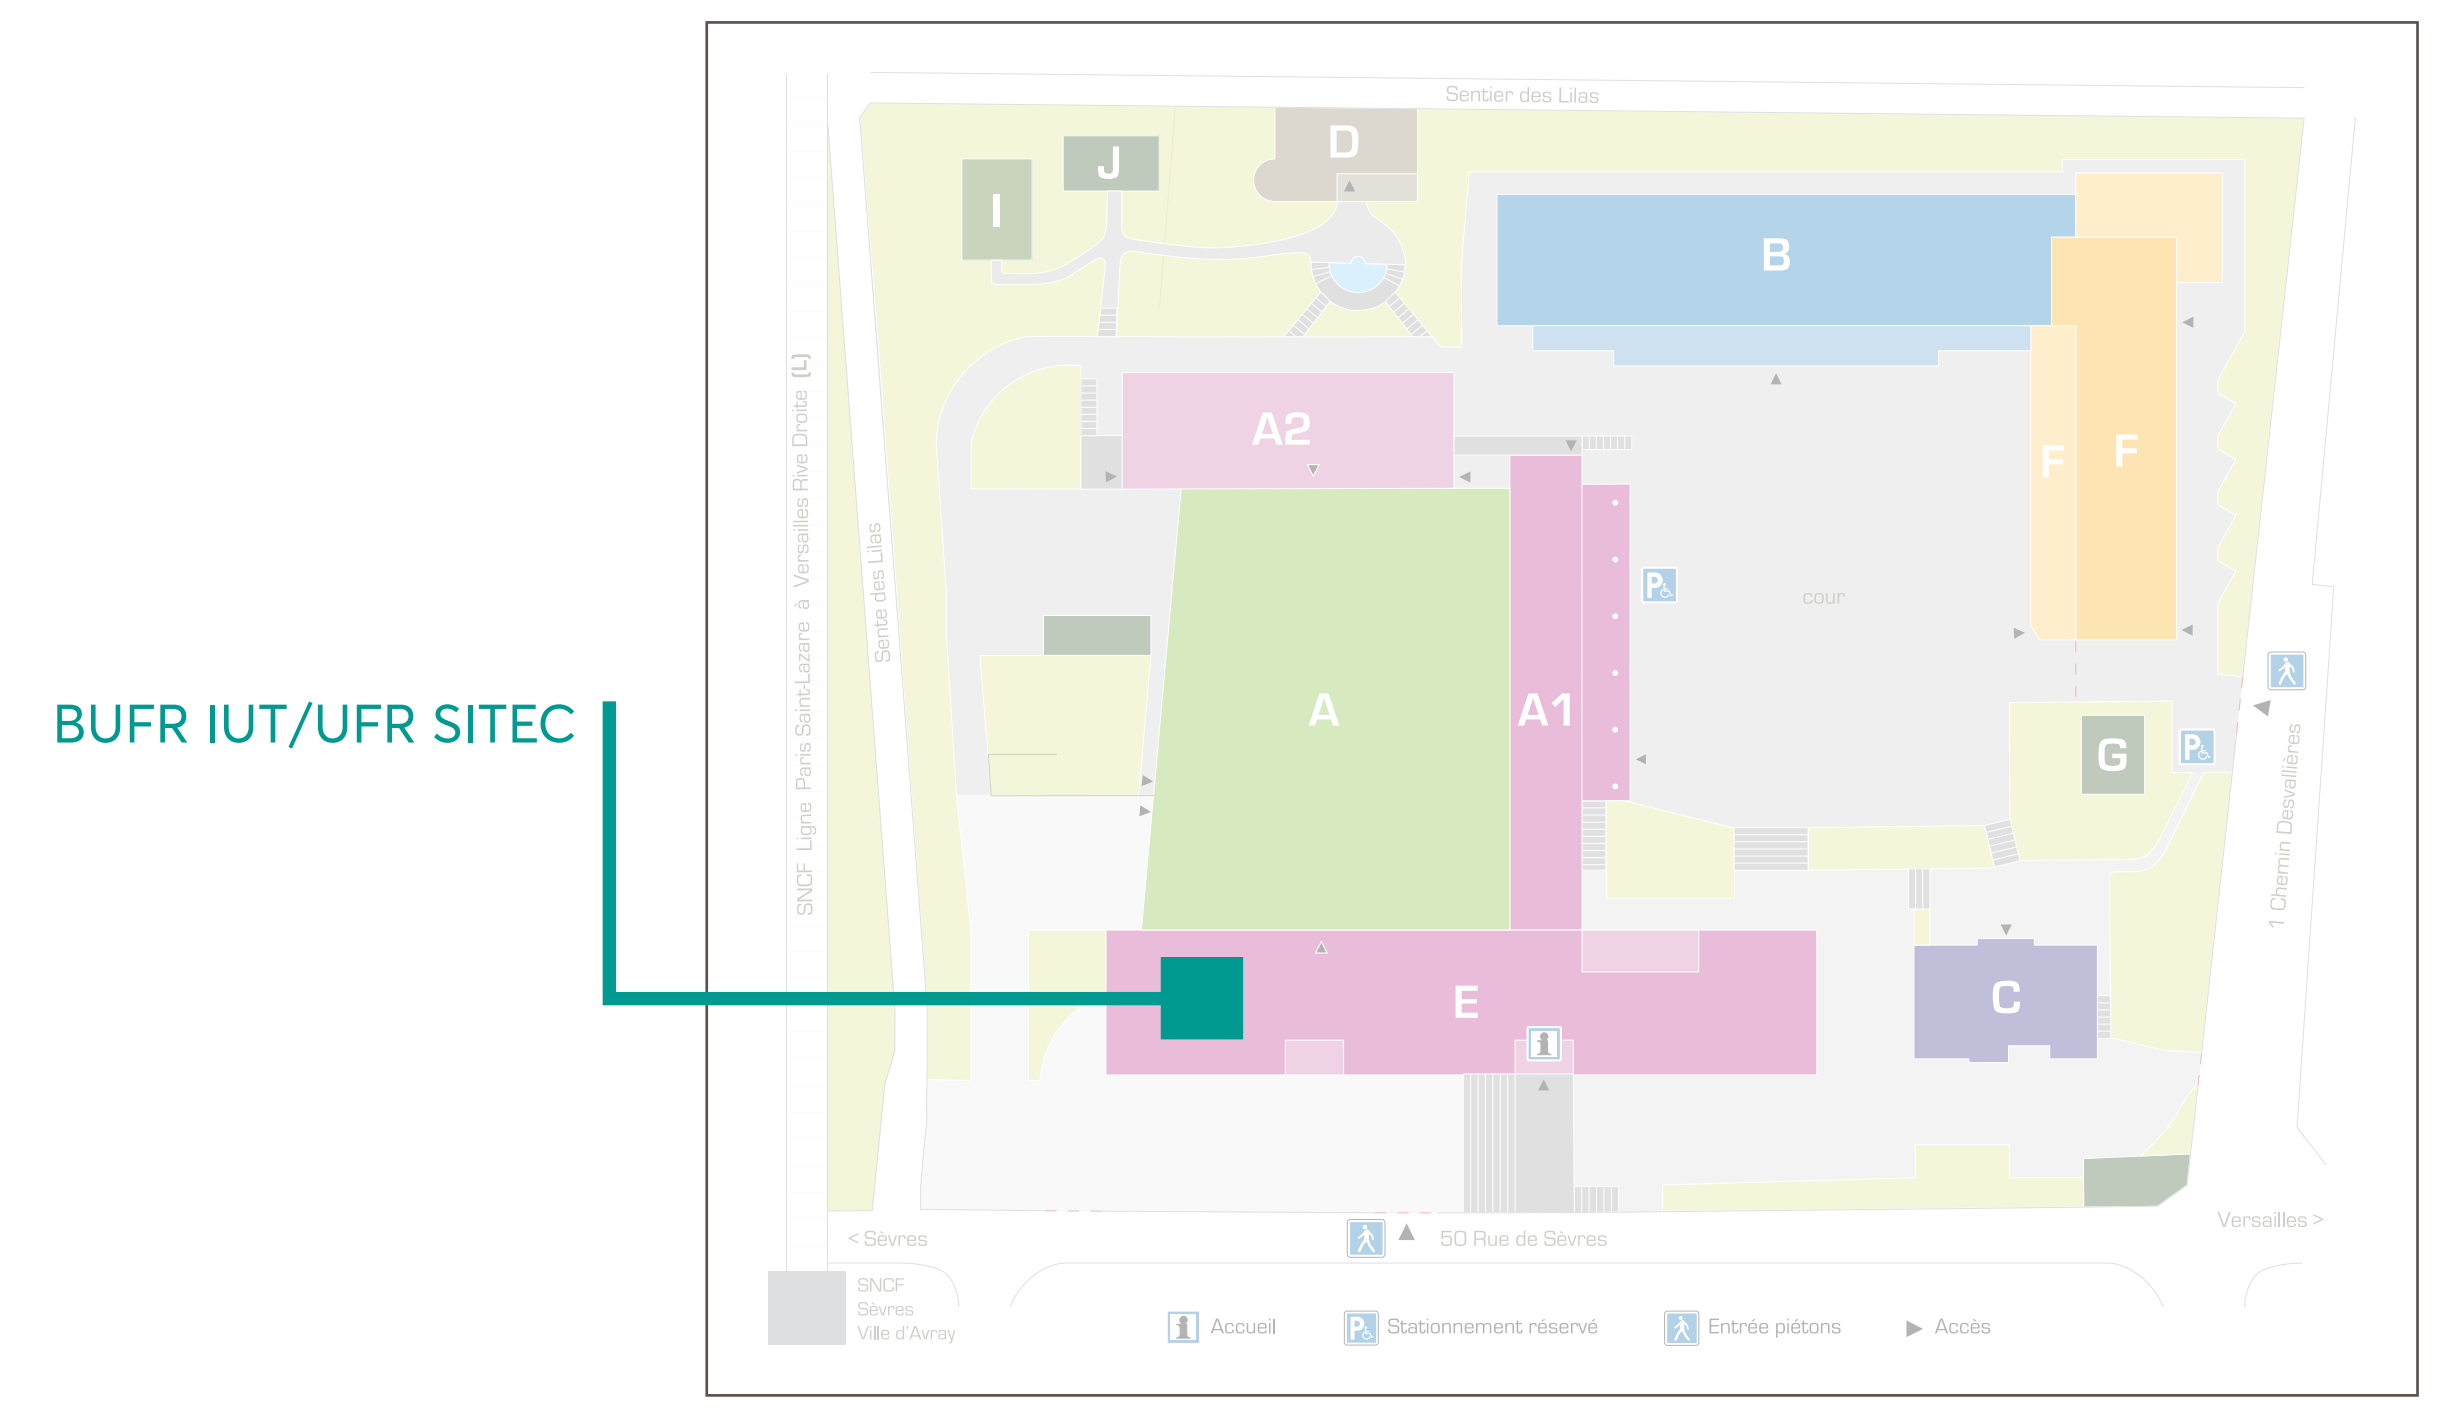 Sentier des Lilas
D
J
I
B
A2
F
F
SNCF Ligne Paris Saint-Lazare à Versailles Rive Droite (L)
Sente des Lilas
P
cour
BUFR IUT/UFR SITEC
A
A1
G
P
1 Chemin Desvallières
E
C
i
Versailles >
< Sèvres
50 Rue de Sèvres
SNCF
Sèvres
Ville d'Avray
i Accueil
P Stationnement réservé
Entrée piétons
Accès